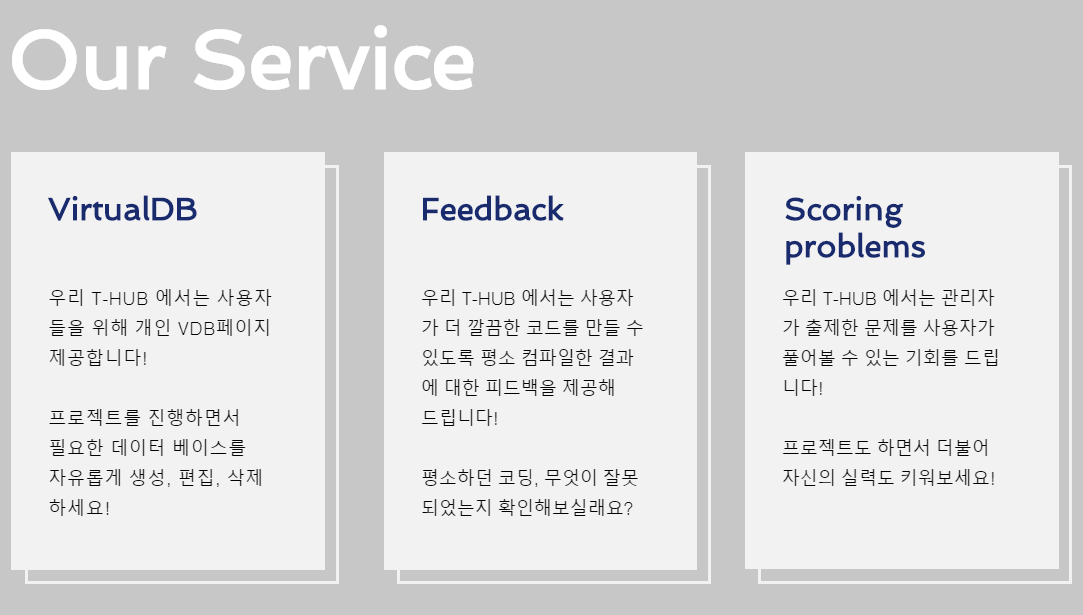 Our Service
VirtualDB
우리 T-HUB 에서는 사용자
들을 위해 개인 VDB페이지
제공합니다!
프로젝트를 진행하면서
필요한 데이터 베이스를
자유롭게 생성, 편집, 삭제
하세요!
Feedback
우리 T-HUB 에서는 사용자
가 더 깔끔한 코드를 만들 수
있도록 평소 컴파일한 결과
에 대한 피드백을 제공해
드립니다!
평소하던 코딩, 무엇이 잘못
되었는지 확인해보실래요?
Scoring
problems
우리 T-HUB 에서는 관리자
가 출제한 문제를 사용자가
풀어볼 수 있는 기회를 드립
니다!
프로젝트도 하면서 더불어
자신의 실력도 키워보세요!